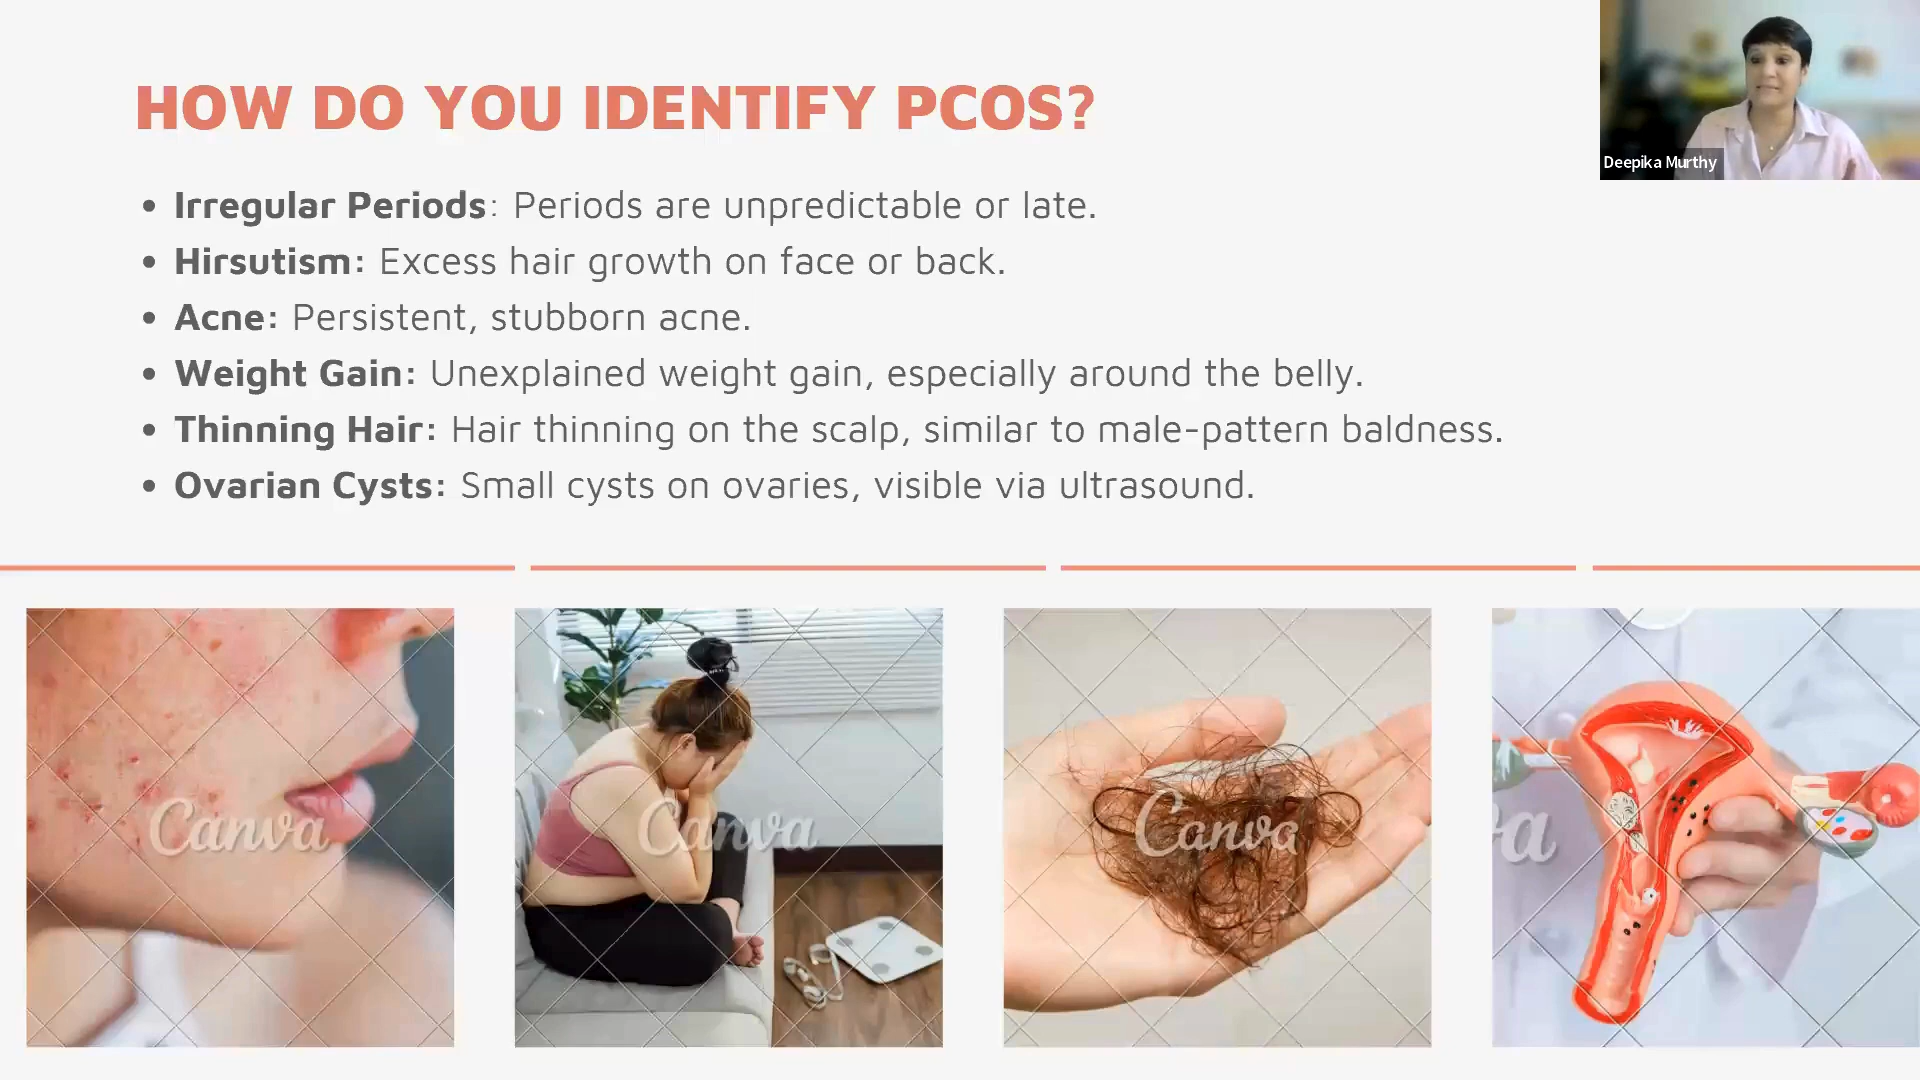 HOW DO YOU IDENTIFY PCOS?
Deepika Murthy
• Irregular Periods: Periods are unpredictable or late.
• Hirsutism: Excess hair growth on face or back.
• Acne: Persistent, stubborn acne.
• Weight Gain: Unexplained weight gain, especially around the belly.
• Thinning Hair: Hair thinning on the scalp, similar to male-pattern baldness.
• Ovarian Cysts: Small cysts on ovaries, visible via ultrasound.
Canva
Canva
Canva
va